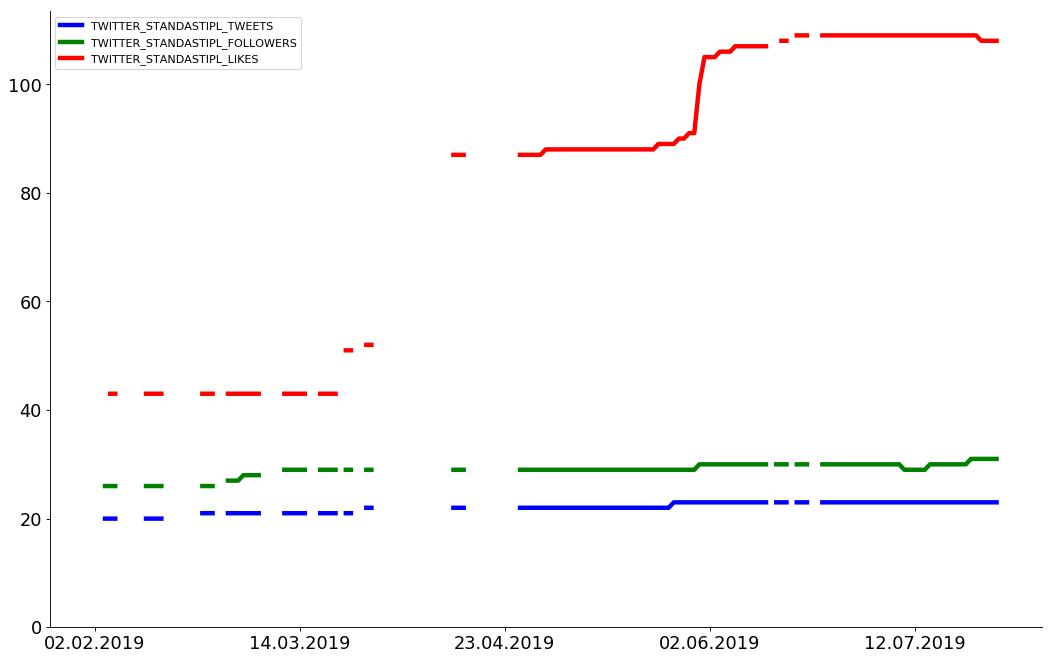 TWITTER_STANDASTIPL_TWEETS
TWITTER_STANDASTIPL_FOLLOWERS
TWITTER_STANDASTIPL_LIKES
100
80
60
40
20
0
02.02.2019 14.03.2019 23.04.2019 02.06.2019 12.07.2019